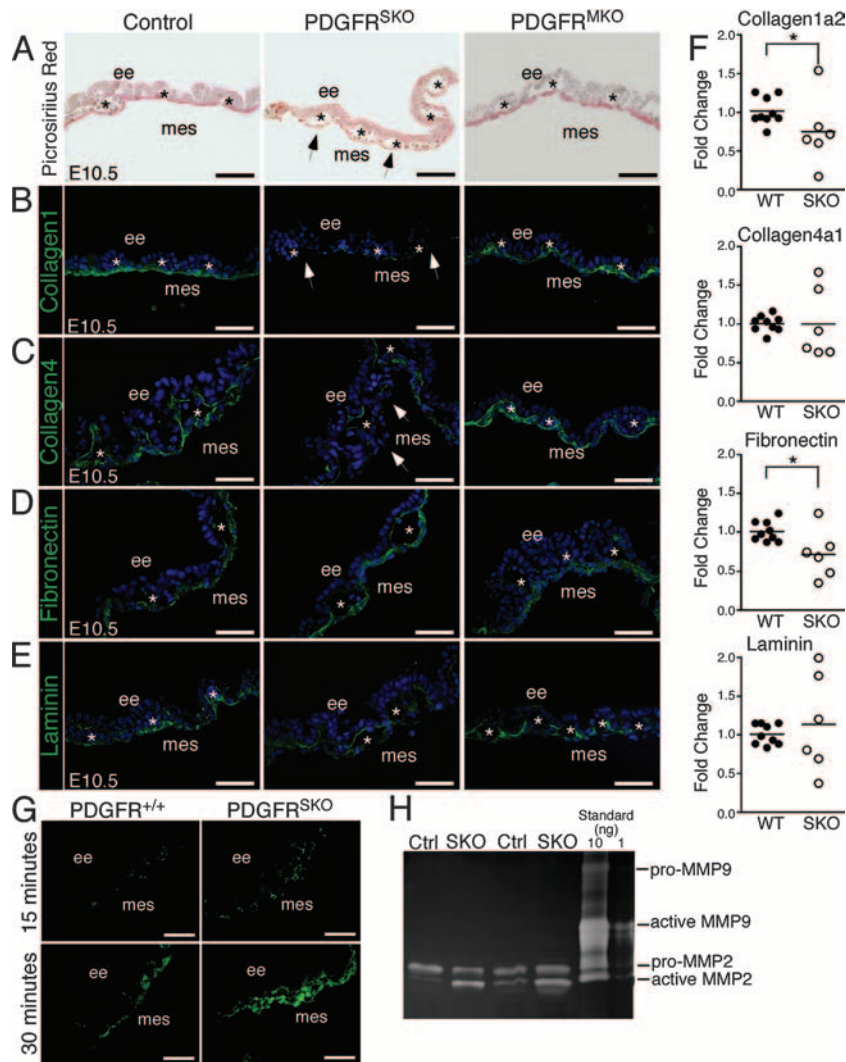 Control PDGFR^SKO PDGFR^MKO
A
Picrosiriius Red
ee ee ee
* * * * * * * * * *
mes mes mes
E10.5
B
Collagen1
ee ee ee
* * * * * * * * *
mes mes mes
E10.5
C
Collagen4
ee ee
* * * * * *
mes mes mes
E10.5
D
Fibronectin
ee ee ee
* * * * * * *
mes mes mes
E10.5
E
Laminin
ee ee ee
* * * * * * * * *
mes mes mes
E10.5
F
Collagen1a2
*
Fold Change
2.0
1.5
1.0
0.5
0.0
WT SKO
Collagen4a1
Fold Change
2.0
1.5
1.0
0.5
0.0
WT SKO
Fibronectin
*
Fold Change
2.0
1.5
1.0
0.5
0.0
WT SKO
Laminin
Fold Change
2.0
1.5
1.0
0.5
0.0
WT SKO
G
PDGFR^+/+ PDGFR^SKO
15 minutes
ee ee
mes mes
30 minutes
ee ee
mes mes
H
Standard
(ng)
Ctrl SKO Ctrl SKO 10 1
pro-MMP9
active MMP9
pro-MMP2
active MMP2